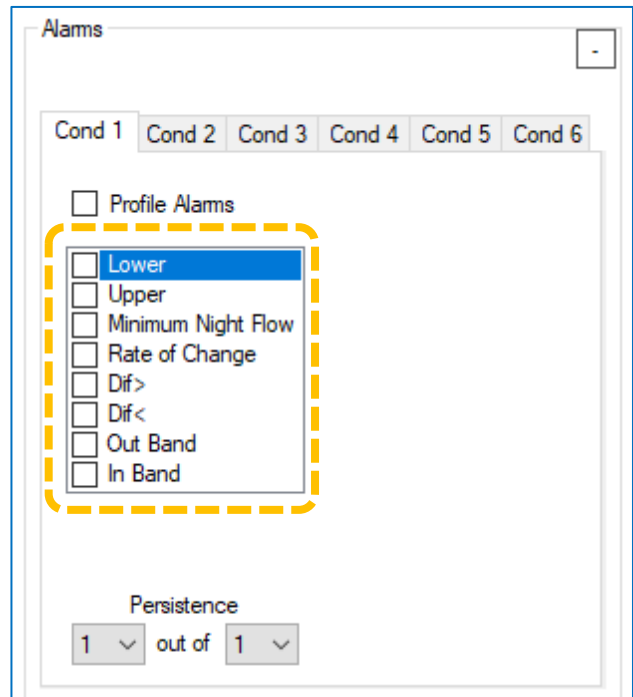 Alarms
-
Cond 1 Cond 2 Cond 3 Cond 4 Cond 5 Cond 6
Profile Alarms
Lower
Upper
Minimum Night Flow
Rate of Change
Dif>
Dif<
Out Band
In Band
Persistence
1 out of 1